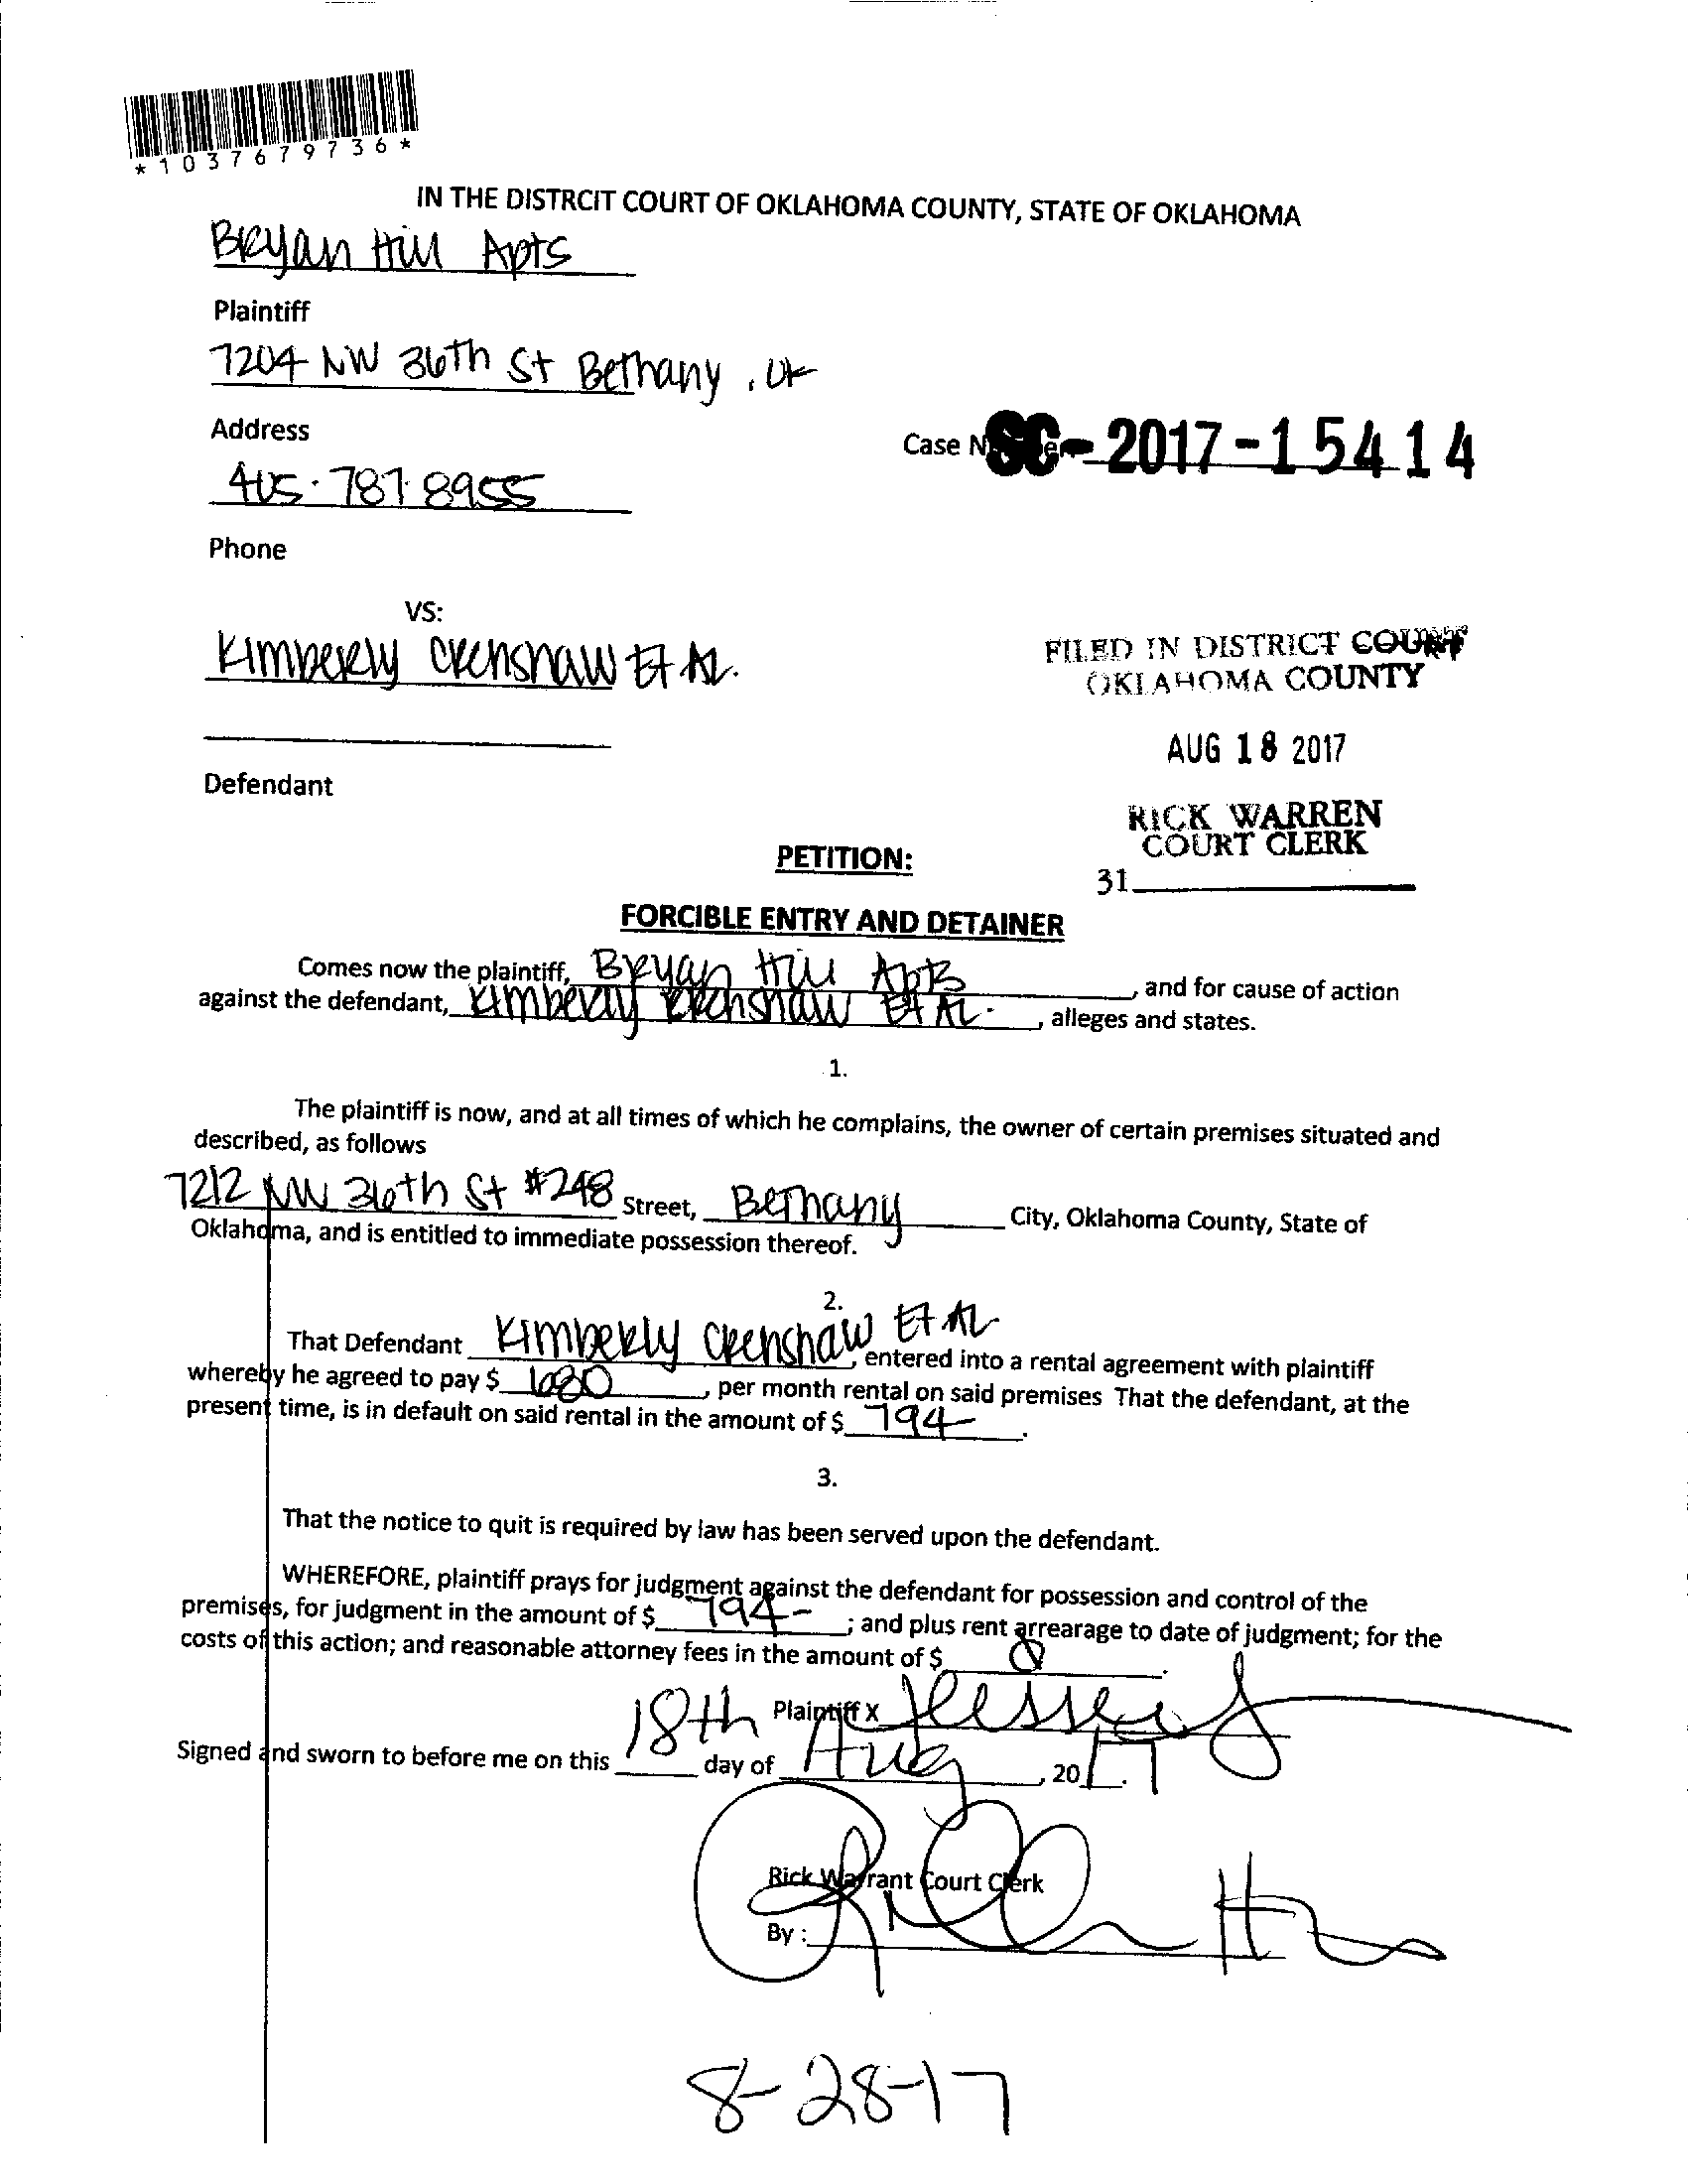 *1037679736*
IN THE DISTRCIT COURT OF OKLAHOMA COUNTY, STATE OF OKLAHOMA
Bryan Hill Apts
Plaintiff
7204 NW 36th St Bethany, OK
Address
Case N SC-2017-15414
405.787.8955
Phone
VS:
Kimberly Crenshaw Et Al.
FILED IN DISTRICT COURT
OKLAHOMA COUNTY
AUG 18 2017
Defendant
RICK WARREN
COURT CLERK
PETITION:
31
FORCIBLE ENTRY AND DETAINER
Comes now the plaintiff, Bryan Hill Apts, and for cause of action
against the defendant, Kimberly Crenshaw Et Al., alleges and states.
1.
The plaintiff is now, and at all times of which he complains, the owner of certain premises situated and
described, as follows
7212 NW 36th St #248 Street, Bethany City, Oklahoma County, State of
Oklahoma, and is entitled to immediate possession thereof.
2.
That Defendant Kimberly Crenshaw Et Al, entered into a rental agreement with plaintiff
whereby he agreed to pay $ 680, per month rental on said premises That the defendant, at the
present time, is in default on said rental in the amount of $ 794.
3.
That the notice to quit is required by law has been served upon the defendant.
WHEREFORE, plaintiff prays for judgment against the defendant for possession and control of the
premises, for judgment in the amount of $ 794-; and plus rent arrearage to date of judgment; for the
costs of this action; and reasonable attorney fees in the amount of $ 0.
Plaintiff X
Signed and sworn to before me on this 18th day of Aug, 2017
Rick Warrant Court Clerk
By :
8-28-17